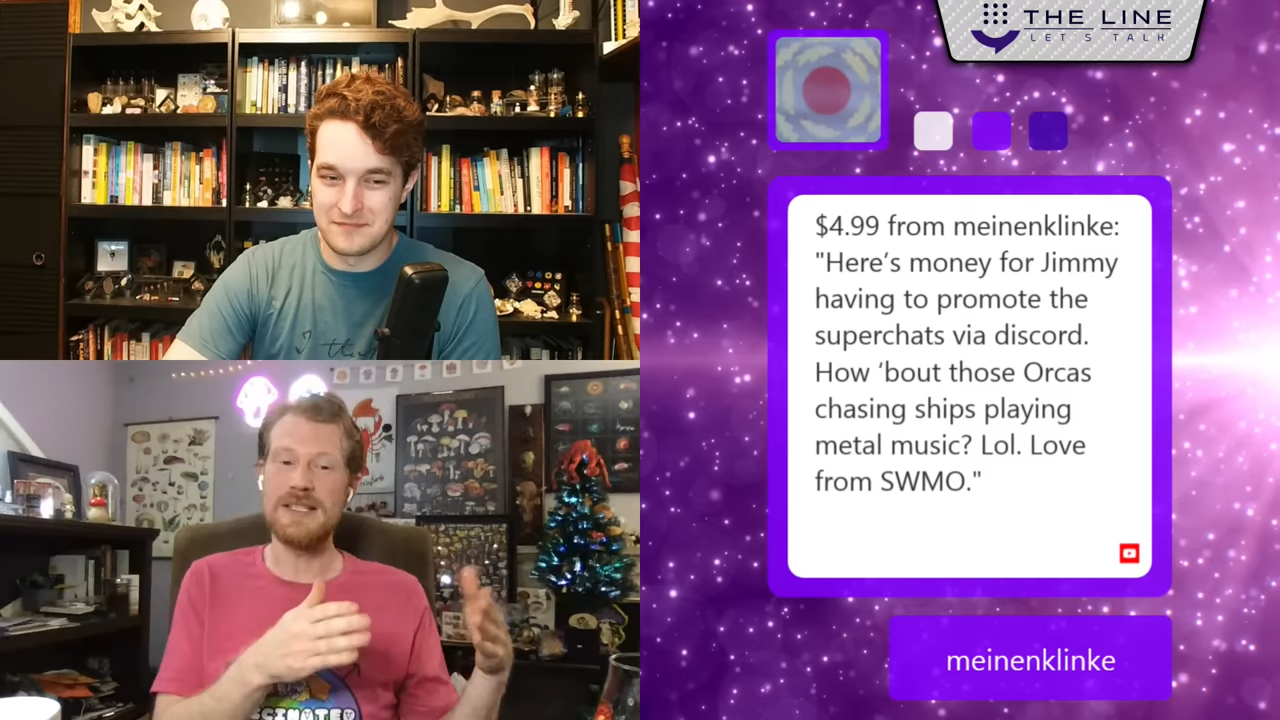 THE LINE
LET'S TALK
$4.99 from meinenklinke:
"Here’s money for Jimmy
having to promote the
superchats via discord.
How ‘bout those Orcas
chasing ships playing
metal music? Lol. Love
from SWMO."
meinenklinke